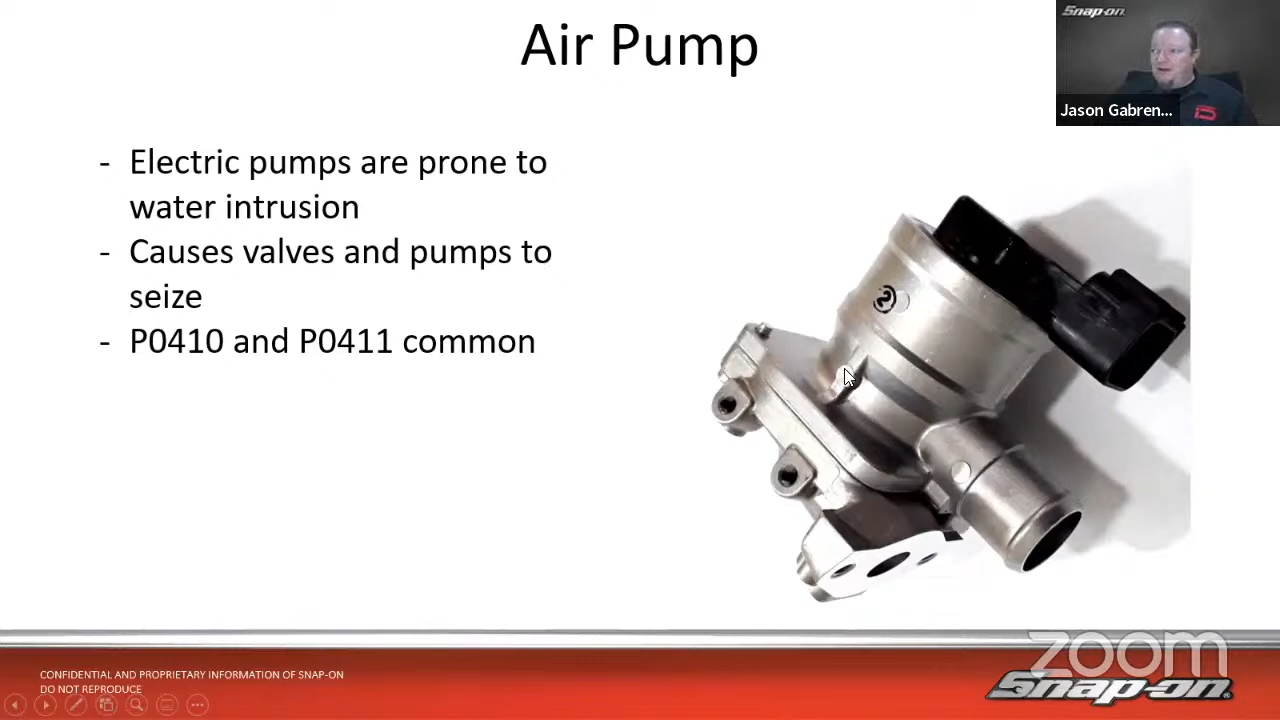 Air Pump
Snap-on
Jason Gabren...
- Electric pumps are prone to
water intrusion
- Causes valves and pumps to
seize
- P0410 and P0411 common
2
CONFIDENTIAL AND PROPRIETARY INFORMATION OF SNAP-ON
DO NOT REPRODUCE
zoom
Snap-on